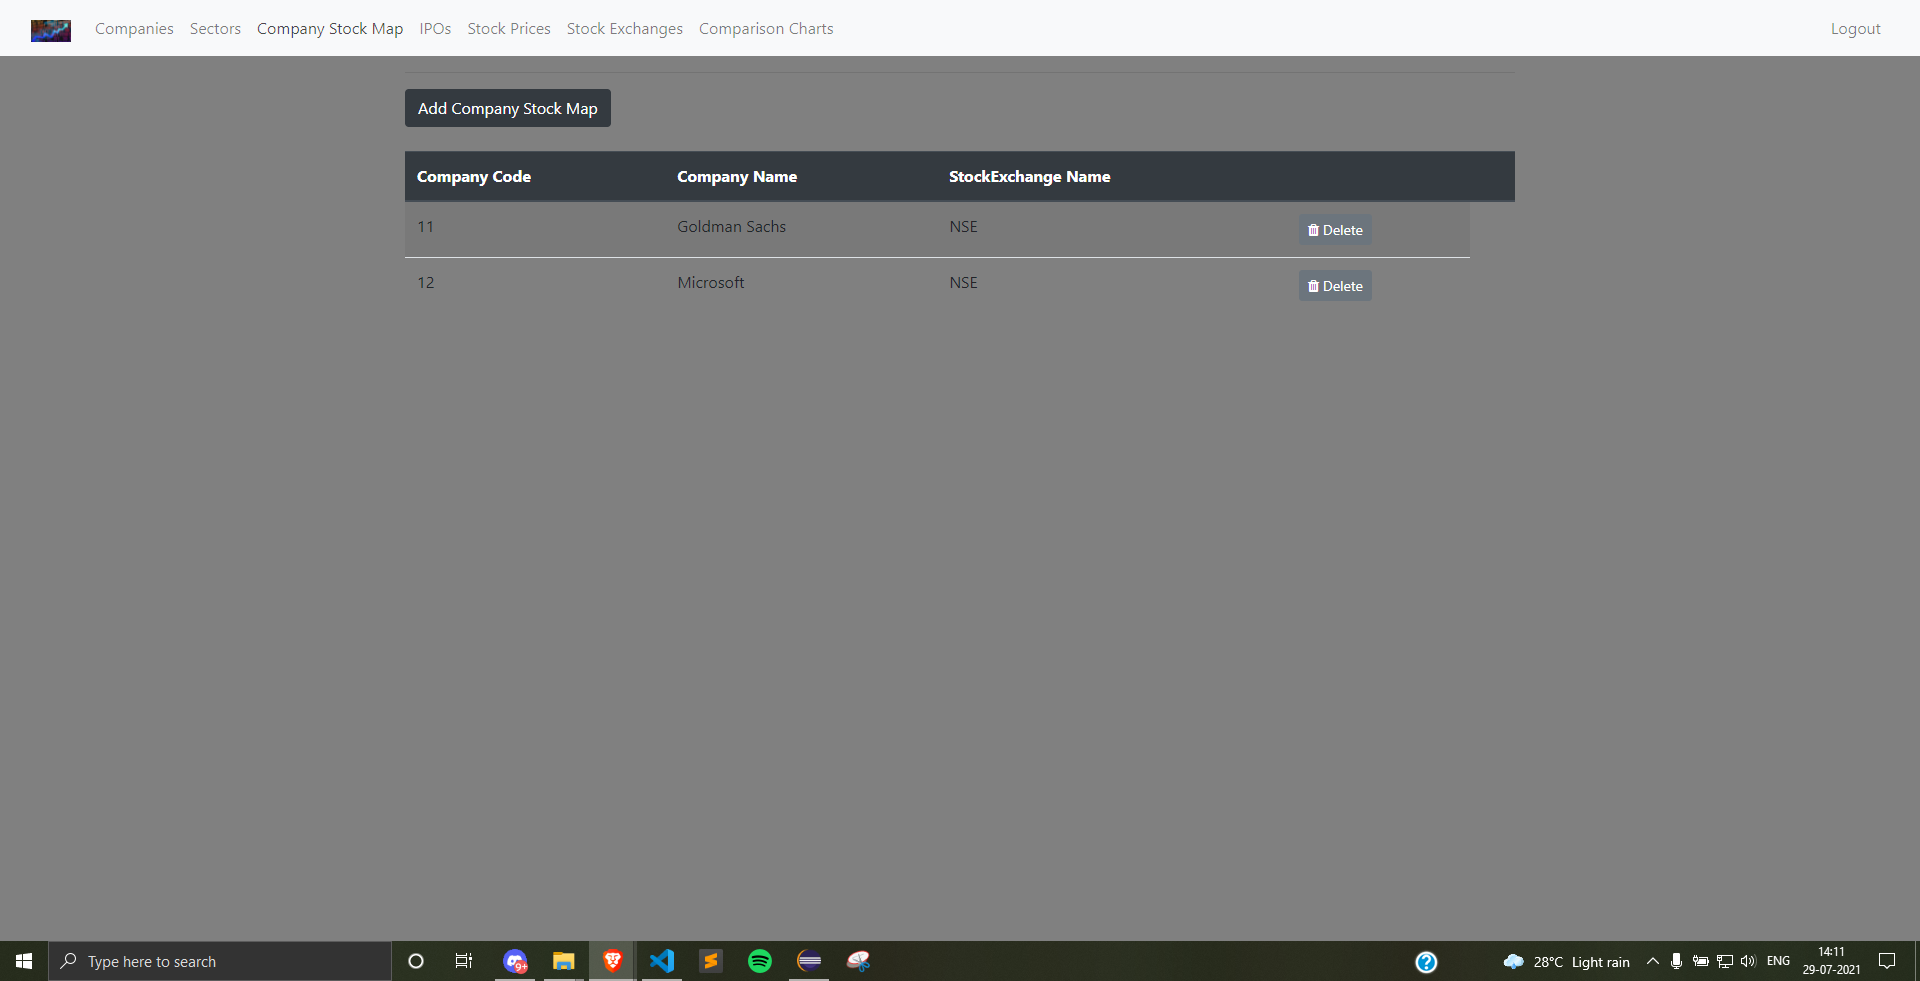 Companies Sectors Company Stock Map IPOs Stock Prices Stock Exchanges Comparison Charts Logout
Add Company Stock Map
Company Code Company Name StockExchange Name
11 Goldman Sachs NSE Delete
12 Microsoft NSE Delete
Type here to search 9+ 28°C Light rain ENG 14:11
29-07-2021